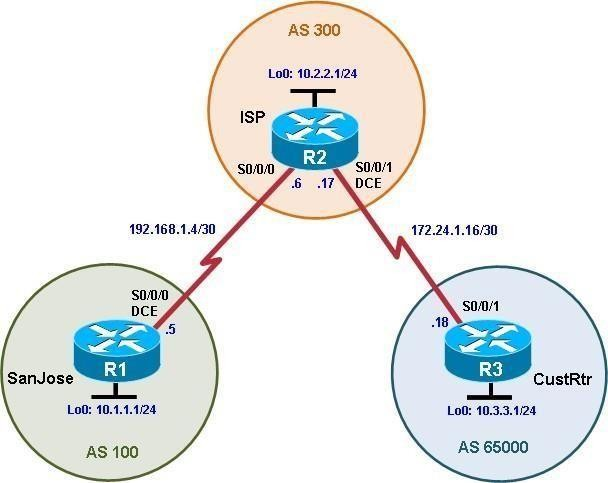 AS 300
Lo0: 10.2.2.1/24
ISP
R2
S0/0/0
S0/0/1
DCE
.6
.17
192.168.1.4/30
172.24.1.16/30
S0/0/0
DCE
.5
S0/0/1
.18
SanJose
R1
R3
CustRtr
Lo0: 10.1.1.1/24
Lo0: 10.3.3.1/24
AS 100
AS 65000